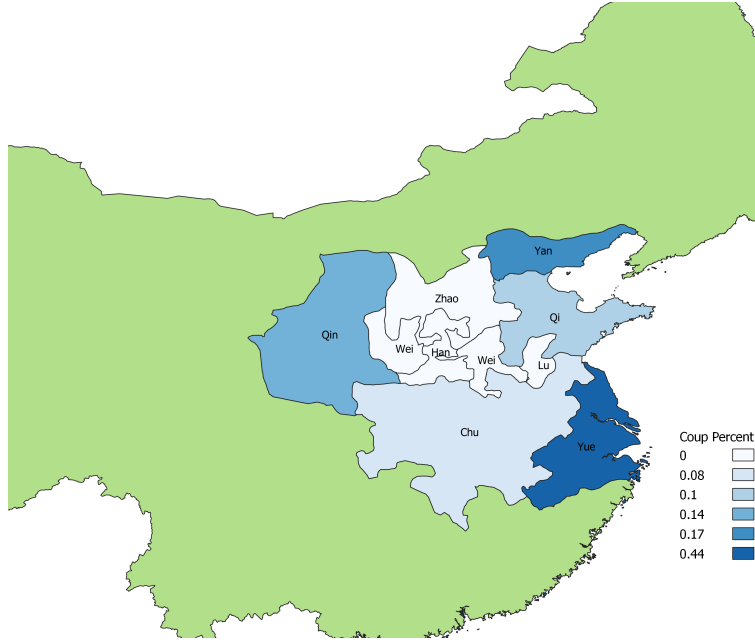 Yan
Zhao
Qi
Qin
Wei
Han
Wei
Lu
Chu
Yue
Coup Percent
0
0.08
0.1
0.14
0.17
0.44